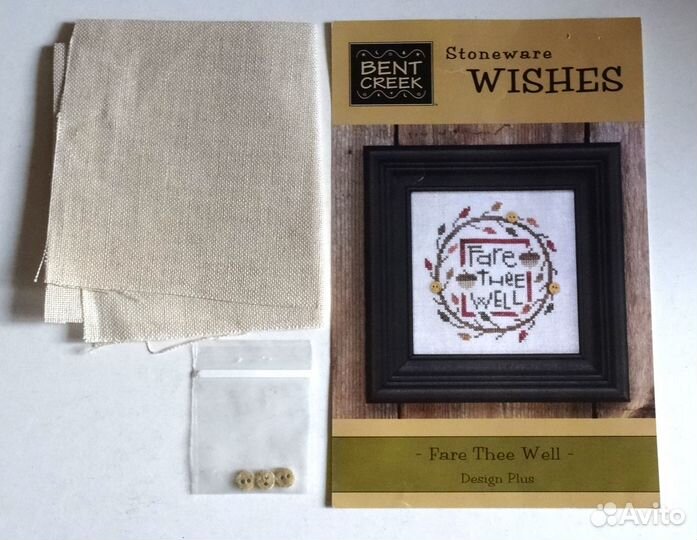 BENT
CREEK
Stoneware
WISHES
Fare
THEE
WELL
- Fare Thee Well -
Design Plus
Avito